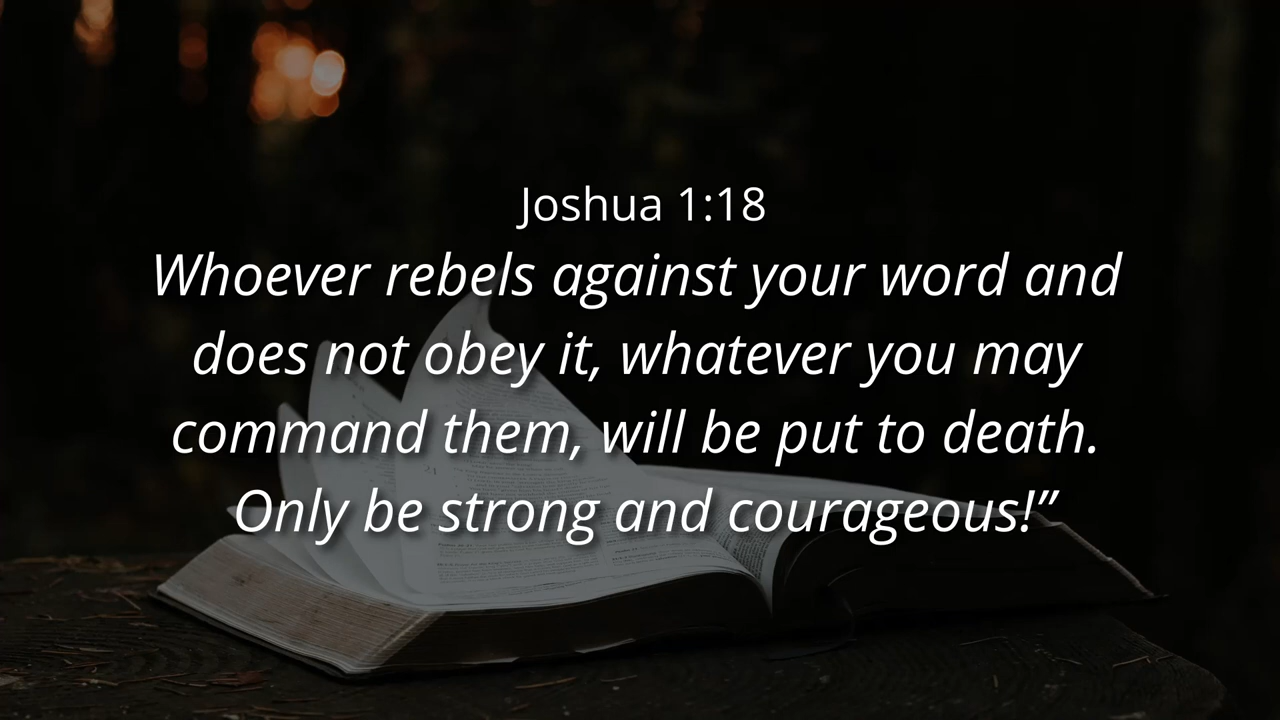 Joshua 1:18
Whoever rebels against your word and
does not obey it, whatever you may
command them, will be put to death.
Only be strong and courageous!”